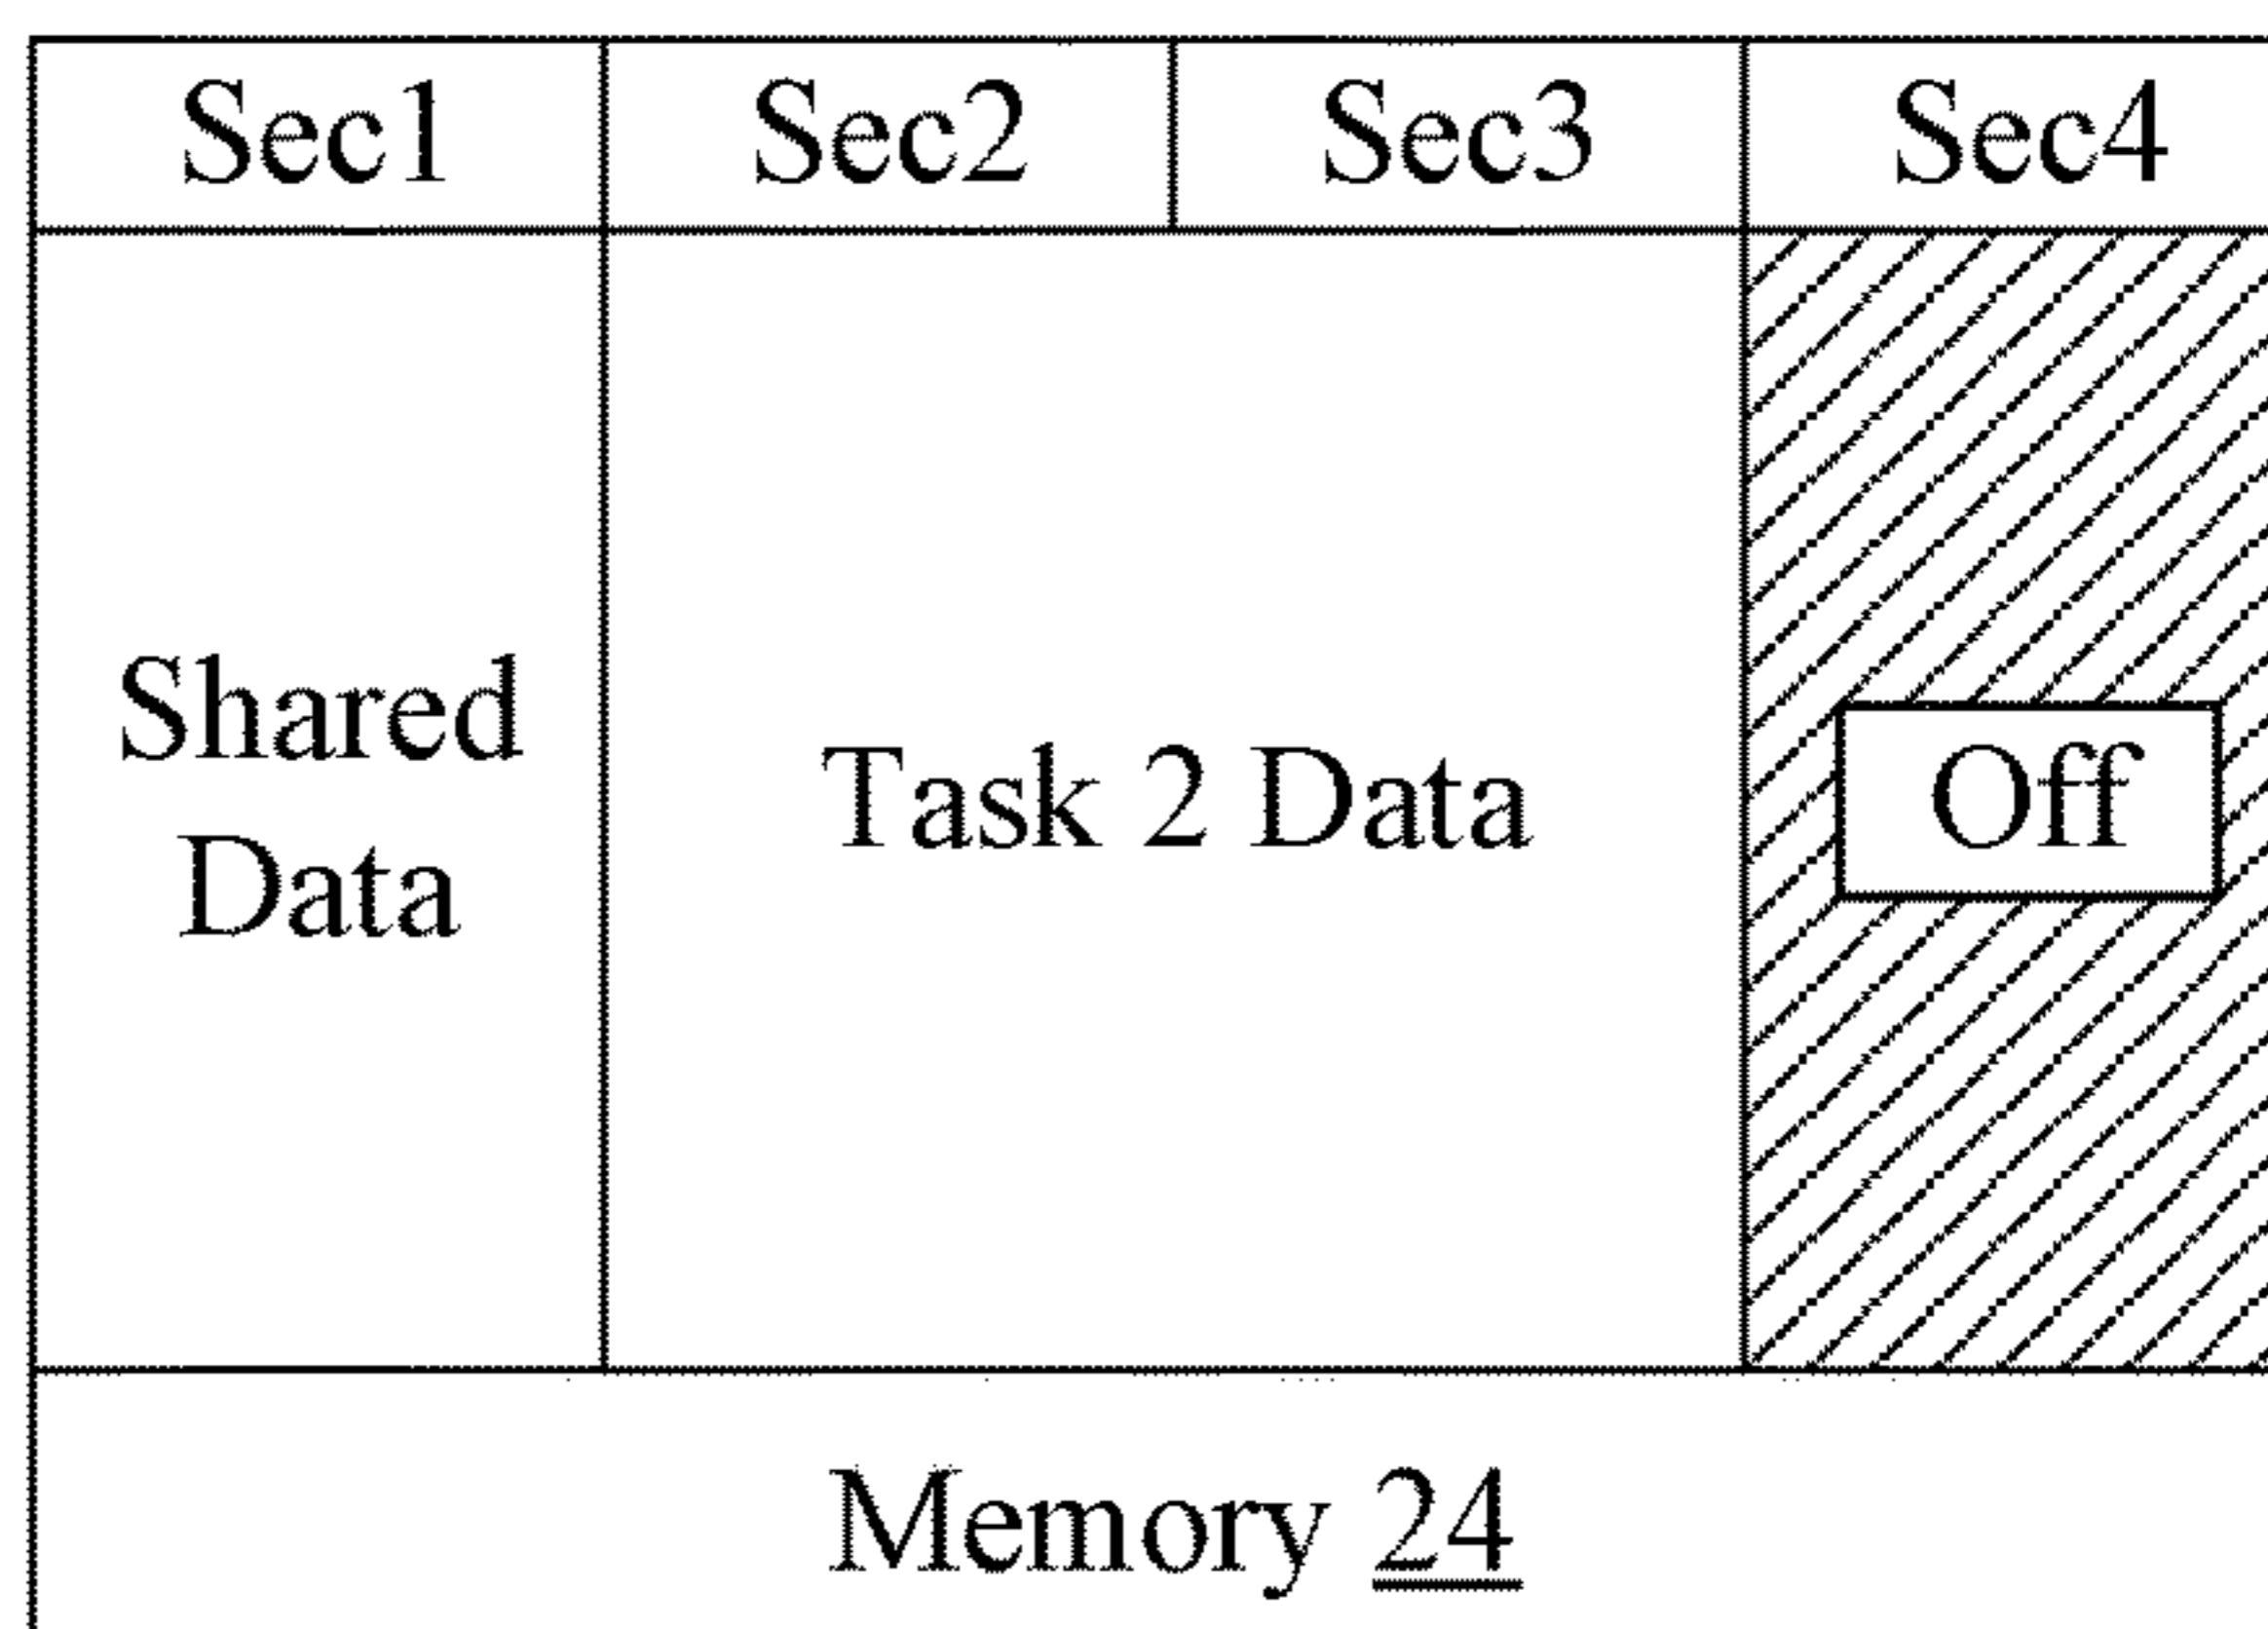 Sec1 Sec2 Sec3 Sec4
Shared
Data
Task 2 Data
Off
Memory 24